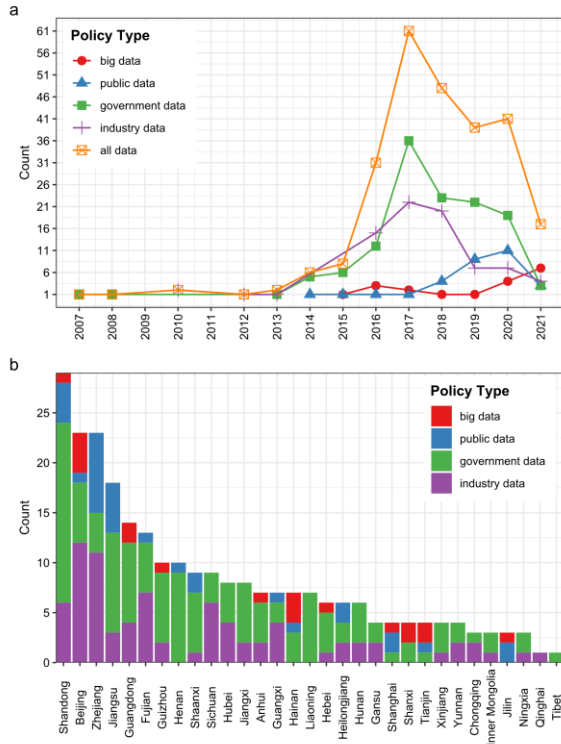 a
Policy Type
big data
public data
government data
industry data
all data
Count
61
56
51
46
41
36
31
26
21
16
11
6
1
2007
2008
2009
2010
2011
2012
2013
2014
2015
2016
2017
2018
2019
2020
2021
b
Policy Type
big data
public data
government data
industry data
Count
25
20
15
10
5
0
Shandong
Beijing
Zhejiang
Jiangsu
Guangdong
Fujian
Guizhou
Henan
Shaanxi
Sichuan
Hubei
Jiangxi
Anhui
Guangxi
Hainan
Liaoning
Hebei
Heilongjiang
Hunan
Gansu
Shanghai
Shanxi
Tianjin
Xinjiang
Yunnan
Chongqing
Inner Mongolia
Jilin
Ningxia
Qinghai
Tibet